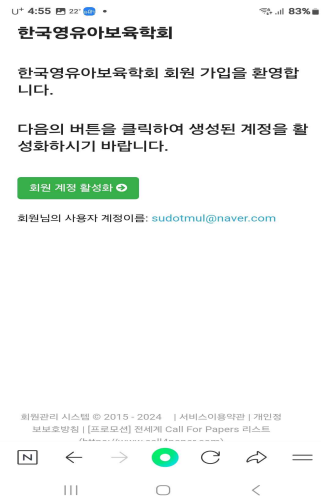 U⁺ 4:55 22° 83%
한국영유아보육학회
한국영유아보육학회 회원 가입을 환영합
니다.
다음의 버튼을 클릭하여 생성된 계정을 활
성화하시기 바랍니다.
회원 계정 활성화
회원님의 사용자 계정이름: sudotmul@naver.com
회원관리 시스템 © 2015 - 2024 | 서비스이용약관 | 개인정
보보호방침 | [프로모션] 전세계 Call For Papers 리스트
(https://www.call4paper.com)
N